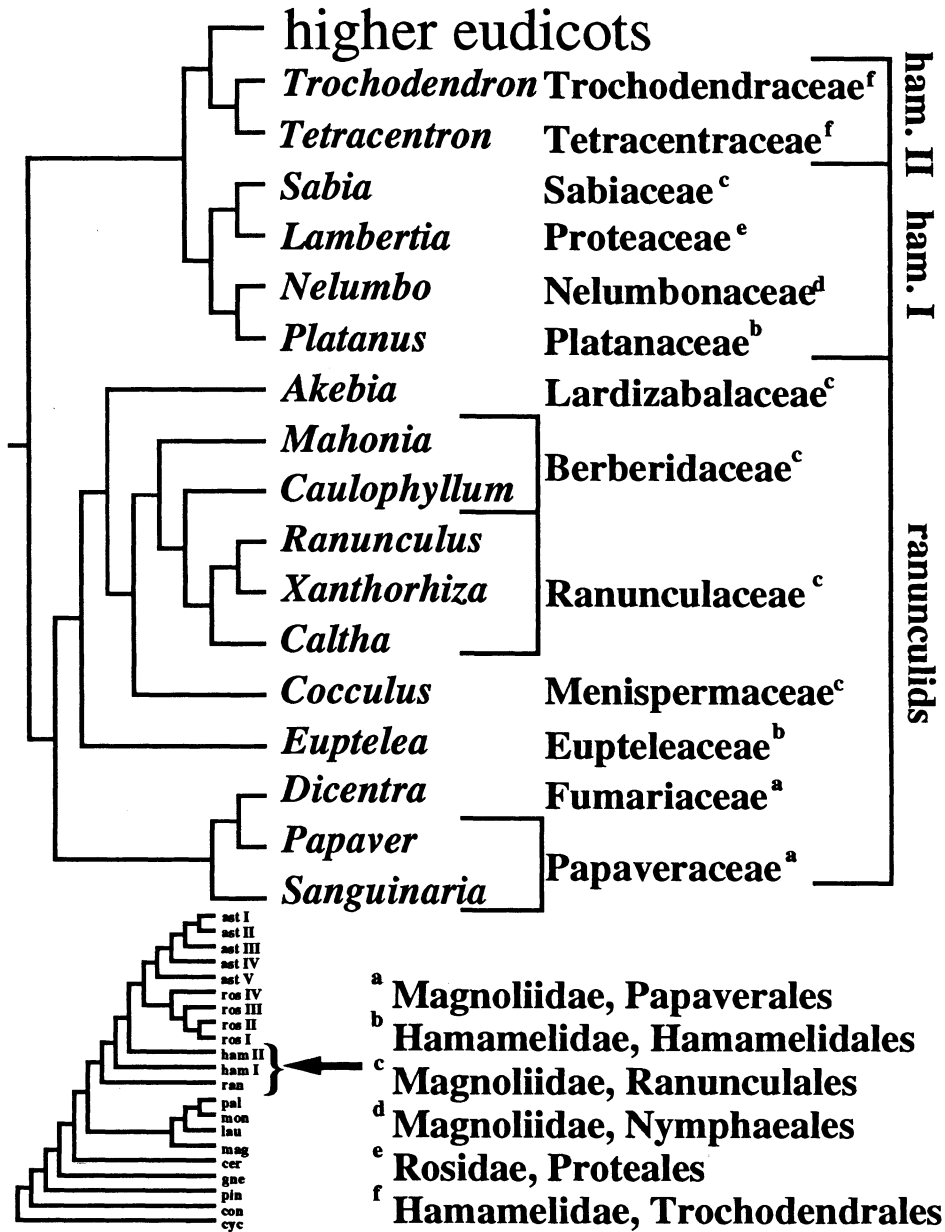 higher eudicots
Trochodendron Trochodendraceae f
Tetracentron Tetracentraceae f
ham. II
Sabia Sabiaceae c
Lambertia Proteaceae e
Nelumbo Nelumbonaceae d
Platanus Platanaceae b
ham. I
Akebia Lardizabalaceae c
Mahonia
Caulophyllum
Berberidaceae c
Ranunculus
Xanthorhiza
Caltha
Ranunculaceae c
Cocculus Menispermaceae c
Euptelea Eupteleaceae b
Dicentra Fumariaceae a
Papaver
Sanguinaria
Papaveraceae a
ranunculids
ast I
ast II
ast III
ast IV
ast V
ros IV
ros III
ros II
ros I
ham II
ham I
ran
pal
mon
lau
mag
cer
gne
pin
con
cyc
a Magnoliidae, Papaverales
b Hamamelidae, Hamamelidales
c Magnoliidae, Ranunculales
d Magnoliidae, Nymphaeales
e Rosidae, Proteales
f Hamamelidae, Trochodendrales